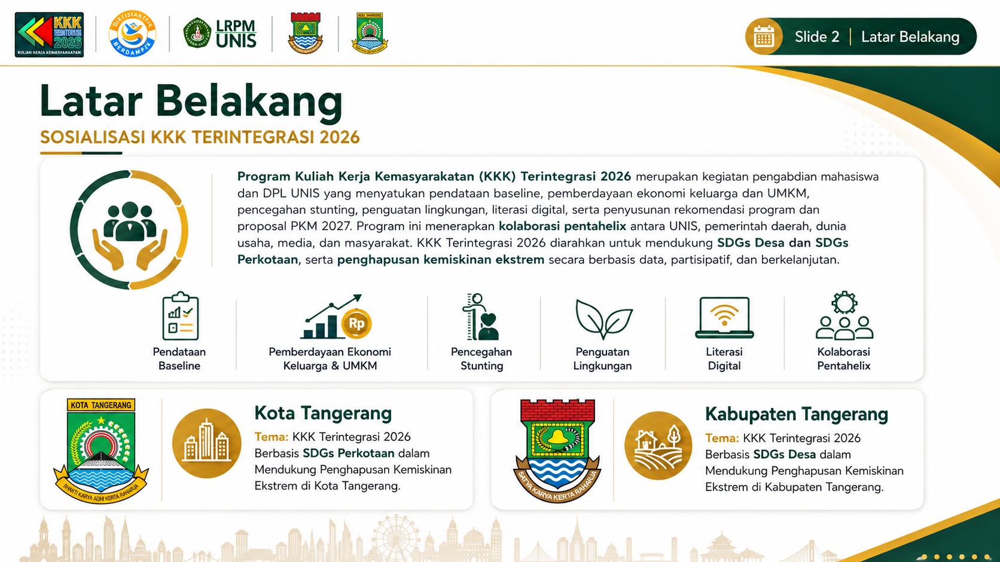 KKK
TERINTEGRASI
2026
KULIAH KERJA KEMASYARAKATAN
BERDAMPAK
LRPM
UNIS
KOTA TANGERANG
Slide 2 | Latar Belakang
Latar Belakang
SOSIALISASI KKK TERINTEGRASI 2026
Program Kuliah Kerja Kemasyarakatan (KKK) Terintegrasi 2026 merupakan kegiatan pengabdian mahasiswa
dan DPL UNIS yang menyatukan pendataan baseline, pemberdayaan ekonomi keluarga dan UMKM,
pencegahan stunting, penguatan lingkungan, literasi digital, serta penyusunan rekomendasi program dan
proposal PKM 2027. Program ini menerapkan kolaborasi pentahelix antara UNIS, pemerintah daerah, dunia
usaha, media, dan masyarakat. KKK Terintegrasi 2026 diarahkan untuk mendukung SDGs Desa dan SDGs
Perkotaan, serta penghapusan kemiskinan ekstrem secara berbasis data, partisipatif, dan berkelanjutan.
Rp
Pendataan
Baseline
Pemberdayaan Ekonomi
Keluarga & UMKM
Pencegahan
Stunting
Penguatan
Lingkungan
Literasi
Digital
Kolaborasi
Pentahelix
KOTA TANGERANG
BHAKTI KARYA ADHI KERTA RAHARJA
Kota Tangerang
Tema: KKK Terintegrasi 2026
Berbasis SDGs Perkotaan dalam
Mendukung Penghapusan Kemiskinan
Ekstrem di Kota Tangerang.
SATYA KARYA KERTA RAHARJA
Kabupaten Tangerang
Tema: KKK Terintegrasi 2026
Berbasis SDGs Desa dalam
Mendukung Penghapusan Kemiskinan
Ekstrem di Kabupaten Tangerang.